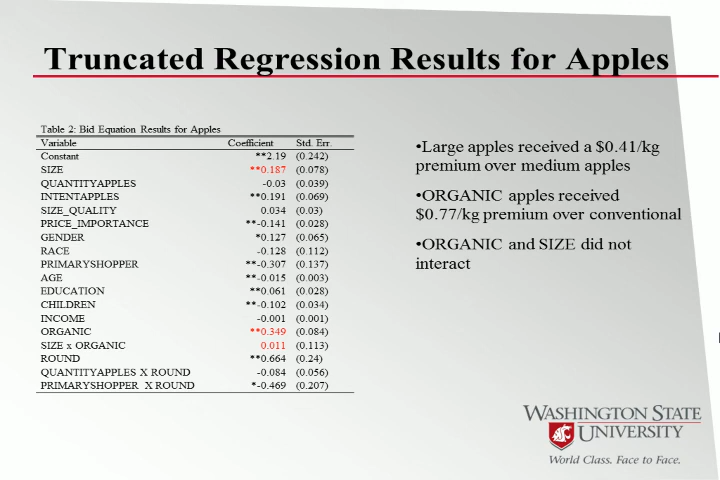 Truncated Regression Results for Apples
Table 2: Bid Equation Results for Apples
Variable Coefficient Std. Err.
Constant **2.19 (0.242)
SIZE **0.187 (0.078)
QUANTITYAPPLES -0.03 (0.039)
INTENTAPPLES **0.191 (0.069)
SIZE_QUALITY 0.034 (0.03)
PRICE_IMPORTANCE **-0.141 (0.028)
GENDER *0.127 (0.065)
RACE -0.128 (0.112)
PRIMARYSHOPPER **-0.307 (0.137)
AGE **-0.015 (0.003)
EDUCATION **0.061 (0.028)
CHILDREN **-0.102 (0.034)
INCOME -0.001 (0.001)
ORGANIC **0.349 (0.084)
SIZE x ORGANIC 0.011 (0.113)
ROUND **0.664 (0.24)
QUANTITYAPPLES X ROUND -0.084 (0.056)
PRIMARYSHOPPER X ROUND *-0.469 (0.207)
•Large apples received a $0.41/kg
premium over medium apples
•ORGANIC apples received
$0.77/kg premium over conventional
•ORGANIC and SIZE did not
interact
WASHINGTON STATE
UNIVERSITY
World Class. Face to Face.